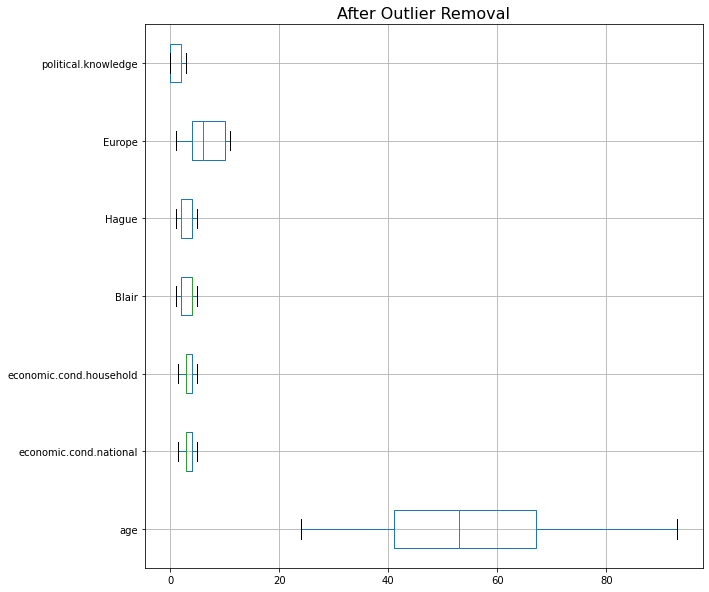 After Outlier Removal
political.knowledge
Europe
Hague
Blair
economic.cond.household
economic.cond.national
age
0 20 40 60 80